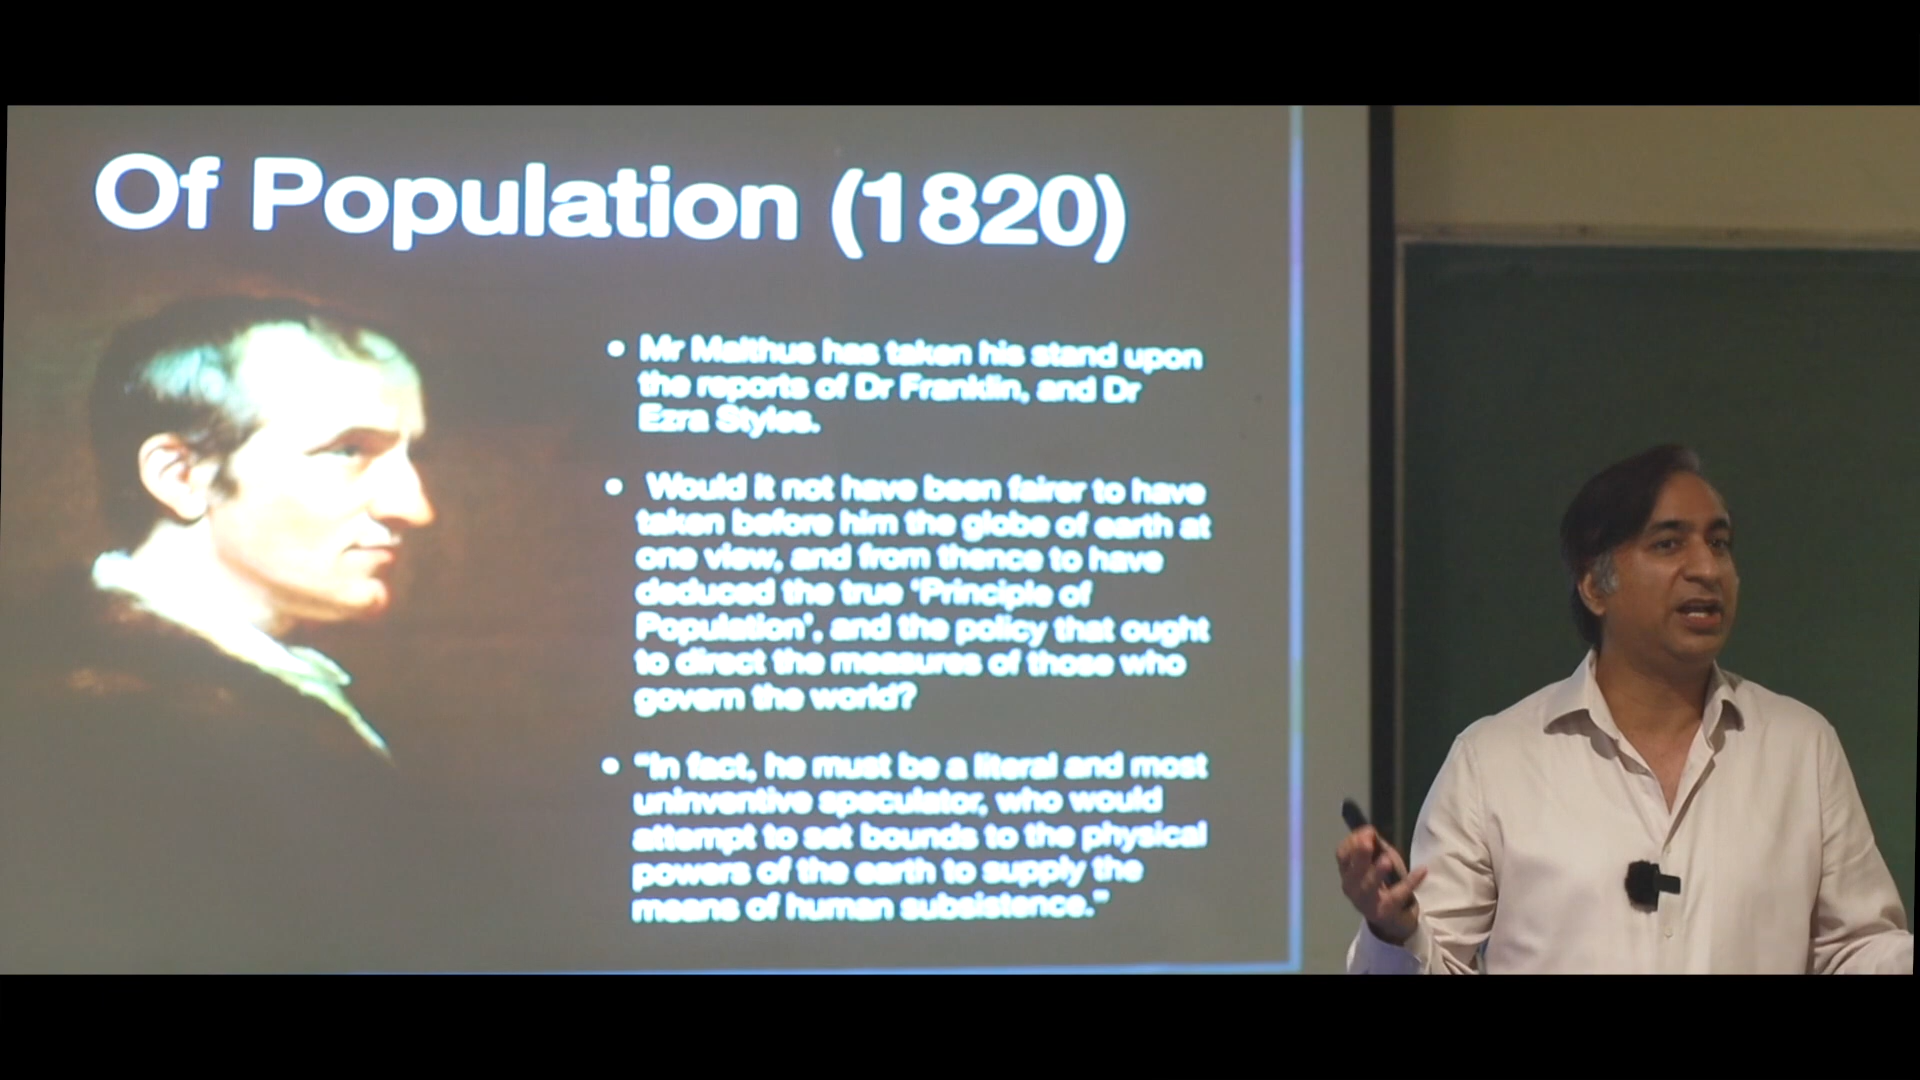 Of Population (1820)
• Mr Malthus has taken his stand upon
the reports of Dr Franklin, and Dr
Ezra Styles.
• Would it not have been fairer to have
taken before him the globe of earth at
one view, and from thence to have
deduced the true ‘Principle of
Population’, and the policy that ought
to direct the measures of those who
govern the world?
• “In fact, he must be a literal and most
uninventive speculator, who would
attempt to set bounds to the physical
powers of the earth to supply the
means of human subsistence.”